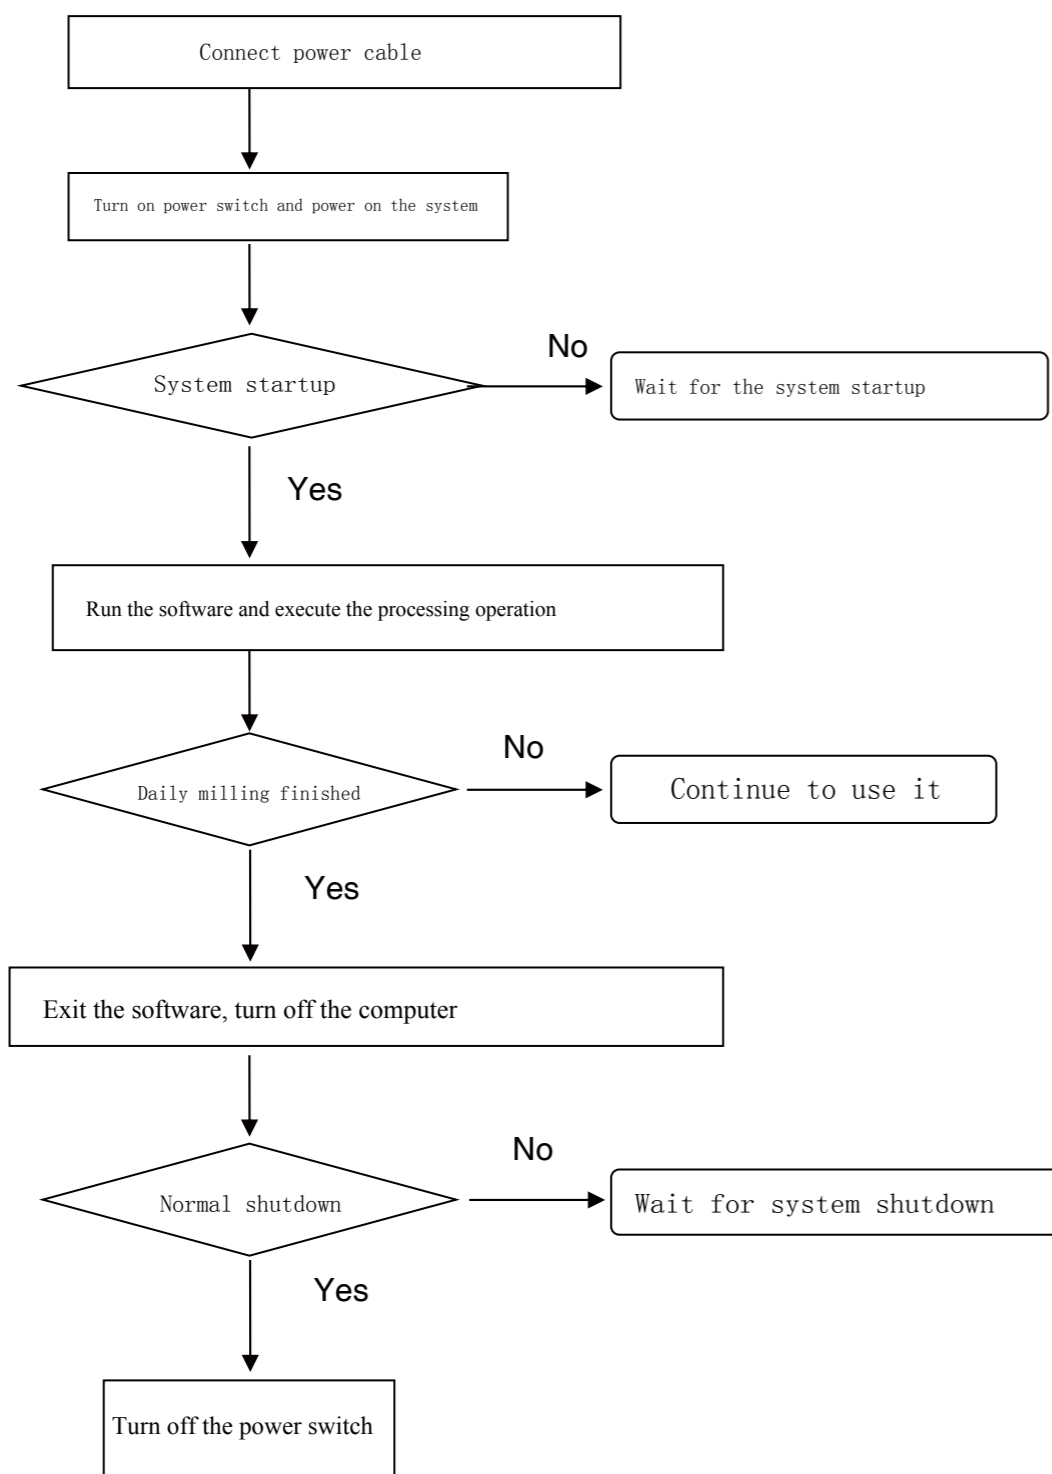 Connect power cable
Turn on power switch and power on the system
System startup
No
Wait for the system startup
Yes
Run the software and execute the processing operation
Daily milling finished
No
Continue to use it
Yes
Exit the software, turn off the computer
Normal shutdown
No
Wait for system shutdown
Yes
Turn off the power switch